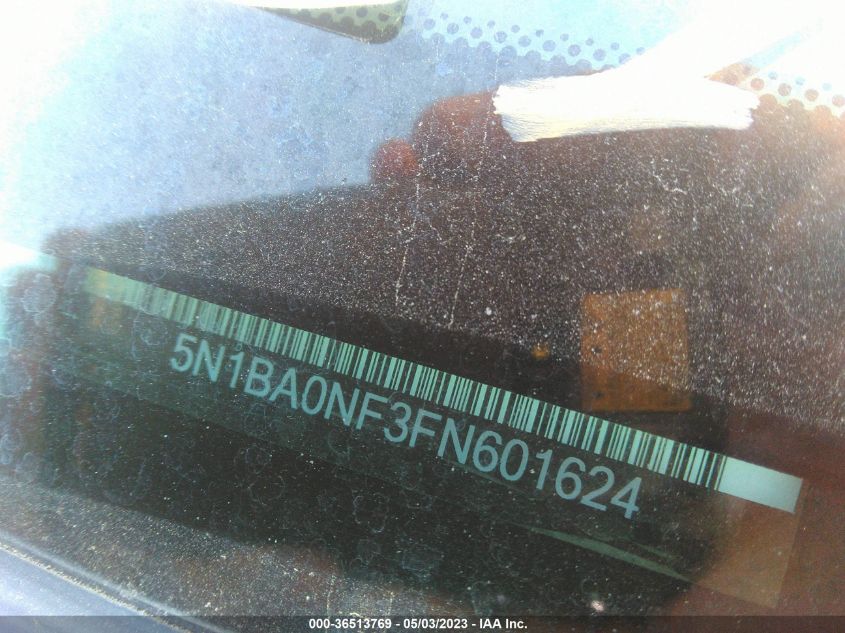 5N1BA0NF3FN601624
000-36513769 - 05/03/2023 - IAA Inc.